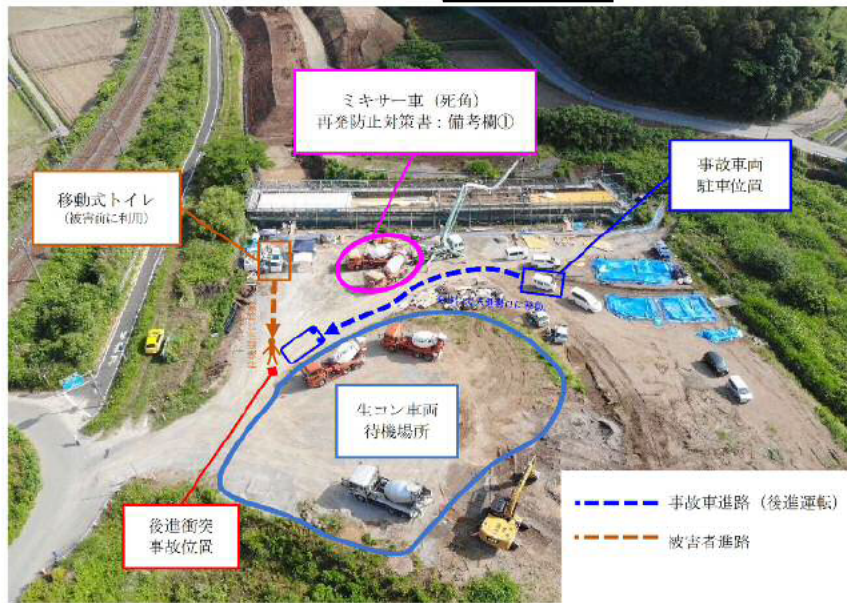 ミキサー車（死角）
再発防止対策書：備考欄①
事故車両
駐車位置
移動式トイレ
（被害前に利用）
生コン車両
待機場所
後進衝突
事故位置
事故車進路（後進運転）
被害者進路